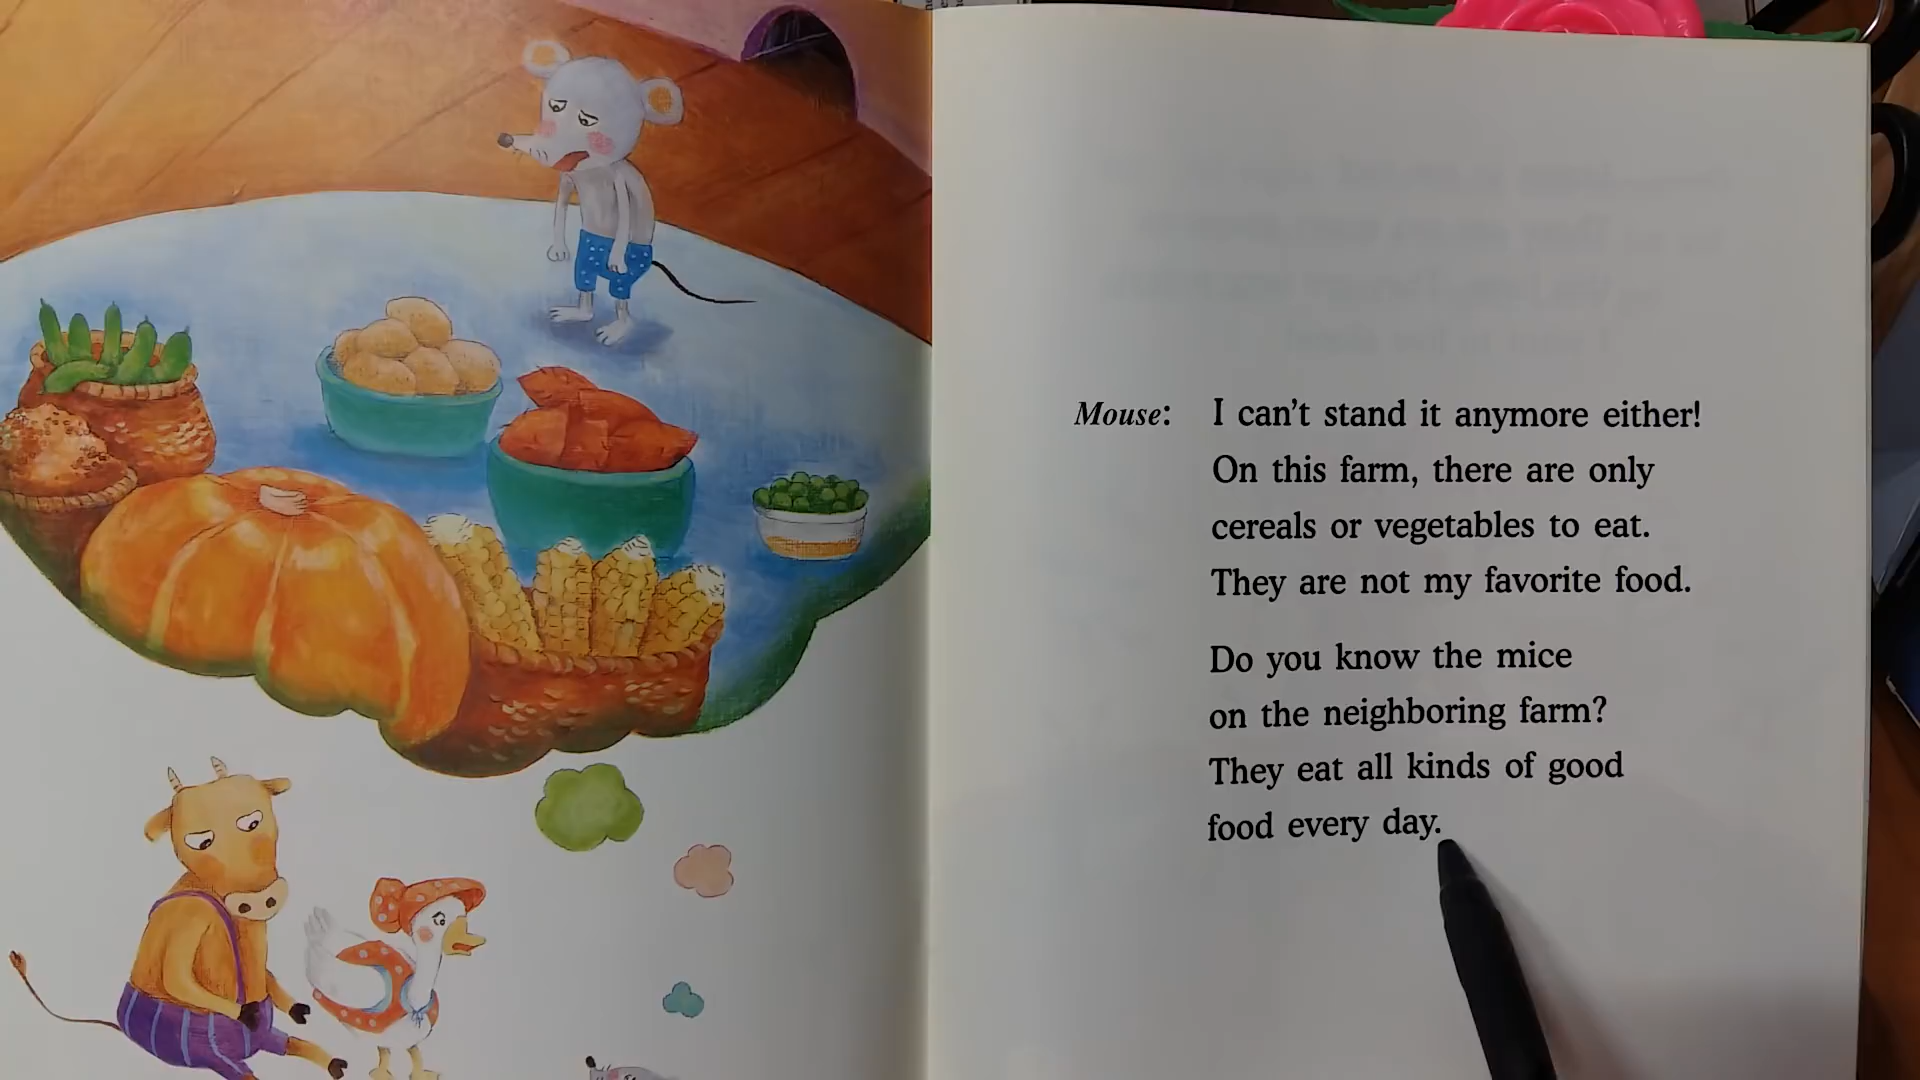 Mouse: I can't stand it anymore either!
On this farm, there are only
cereals or vegetables to eat.
They are not my favorite food.
Do you know the mice
on the neighboring farm?
They eat all kinds of good
food every day.